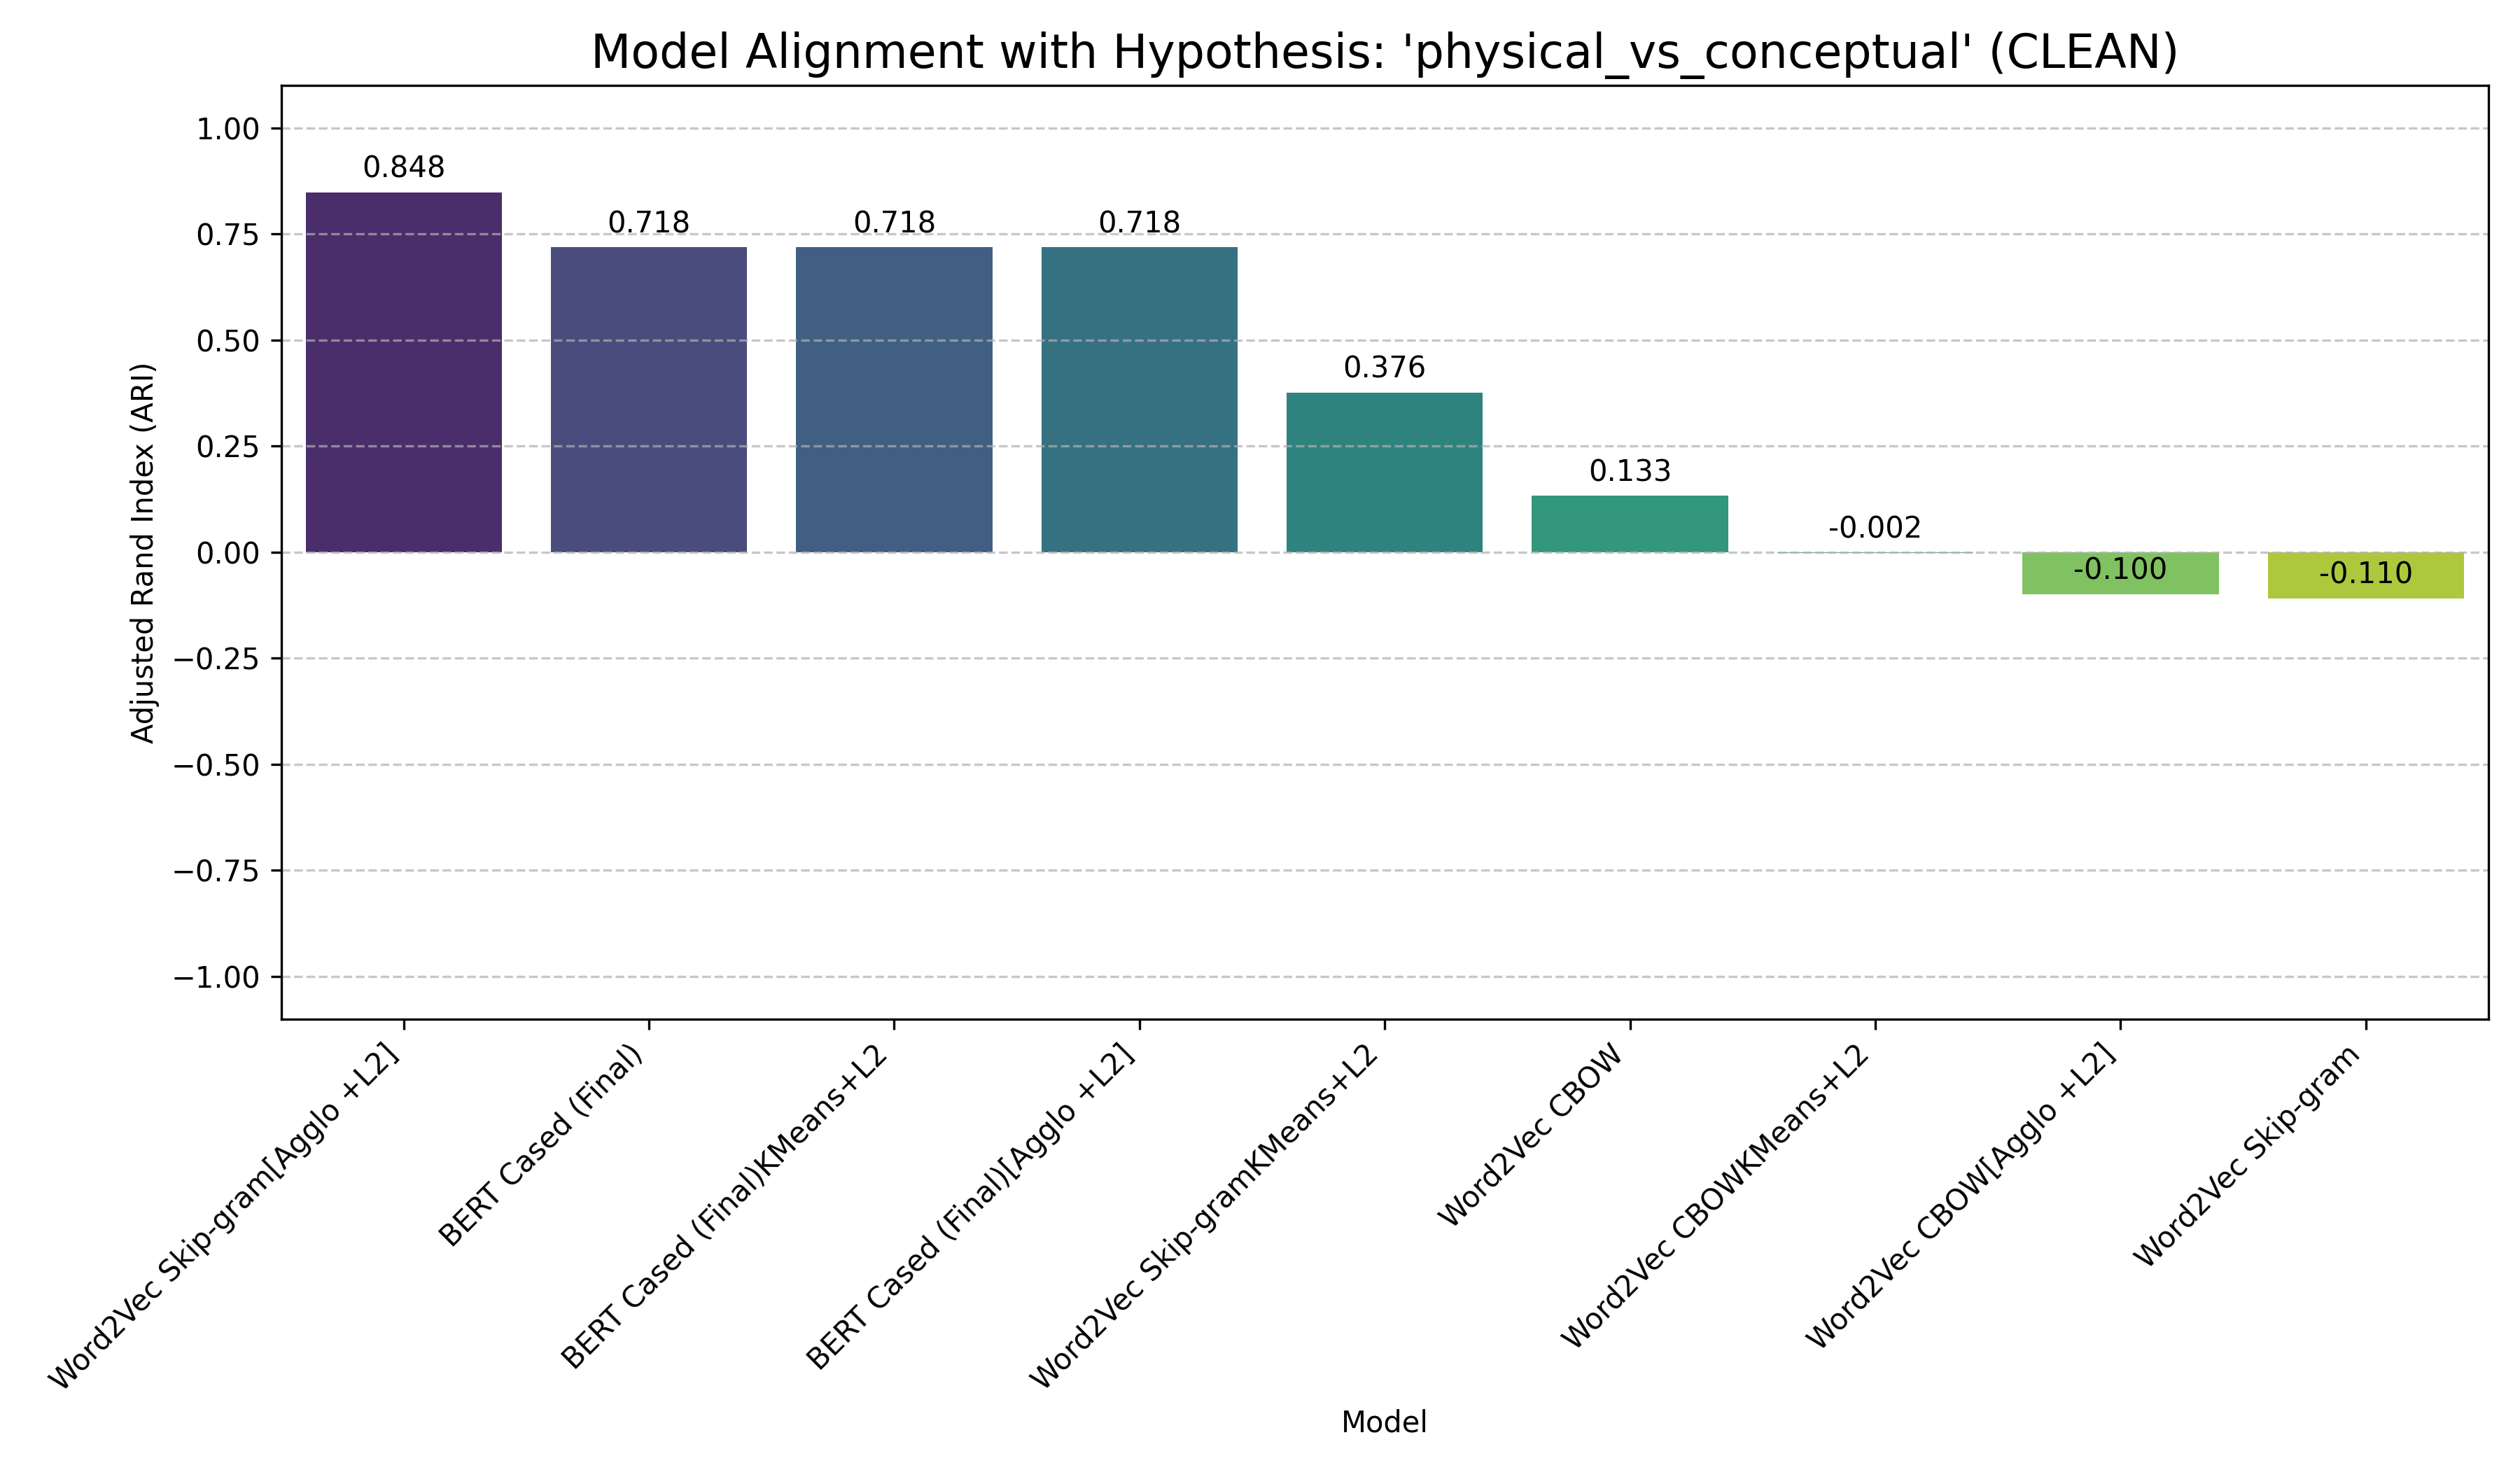 Model Alignment with Hypothesis: 'physical_vs_conceptual' (CLEAN)
Adjusted Rand Index (ARI)
1.00
0.75
0.50
0.25
0.00
−0.25
−0.50
−0.75
−1.00
0.848
0.718
0.718
0.718
0.376
0.133
-0.002
-0.100
-0.110
Word2Vec Skip-gram[Agglo +L2]
BERT Cased (Final)
BERT Cased (Final)KMeans+L2
BERT Cased (Final)[Agglo +L2]
Word2Vec Skip-gramKMeans+L2
Word2Vec CBOW
Word2Vec CBOWKMeans+L2
Word2Vec CBOW[Agglo +L2]
Word2Vec Skip-gram
Model